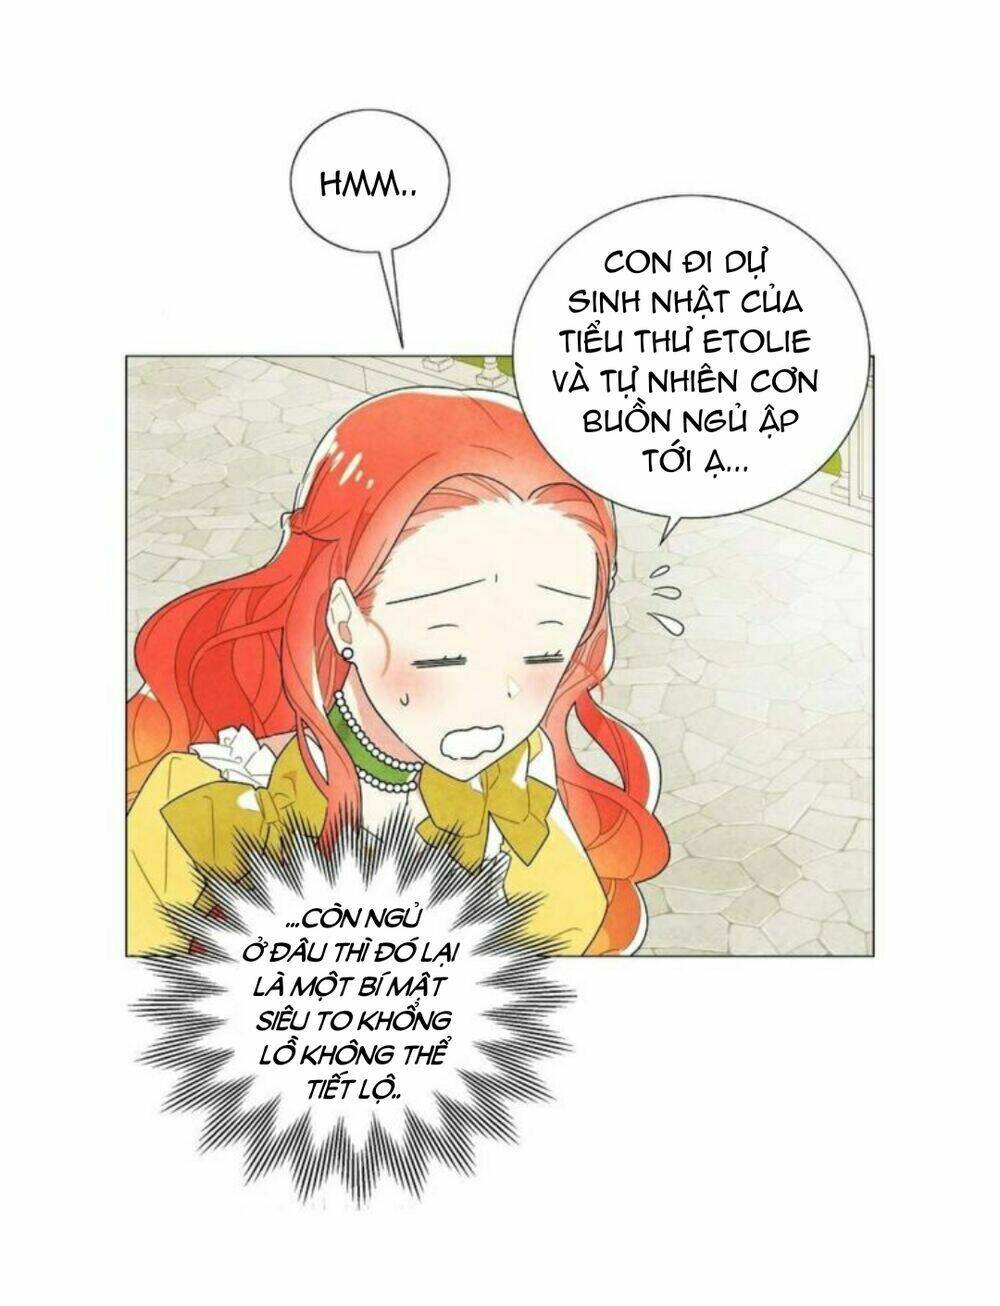 HMM..
CON ĐI DỰ
SINH NHẬT CỦA
TIỂU THƯ ETOLIE
VÀ TỰ NHIÊN CƠN
BUỒN NGỦ ẬP
TỚI Ạ...
...CÒN NGỦ
Ở ĐÂU THÌ ĐÓ LẠI
LÀ MỘT BÍ MẬT
SIÊU TO KHỔNG
LỒ KHÔNG THỂ
TIẾT LỘ..